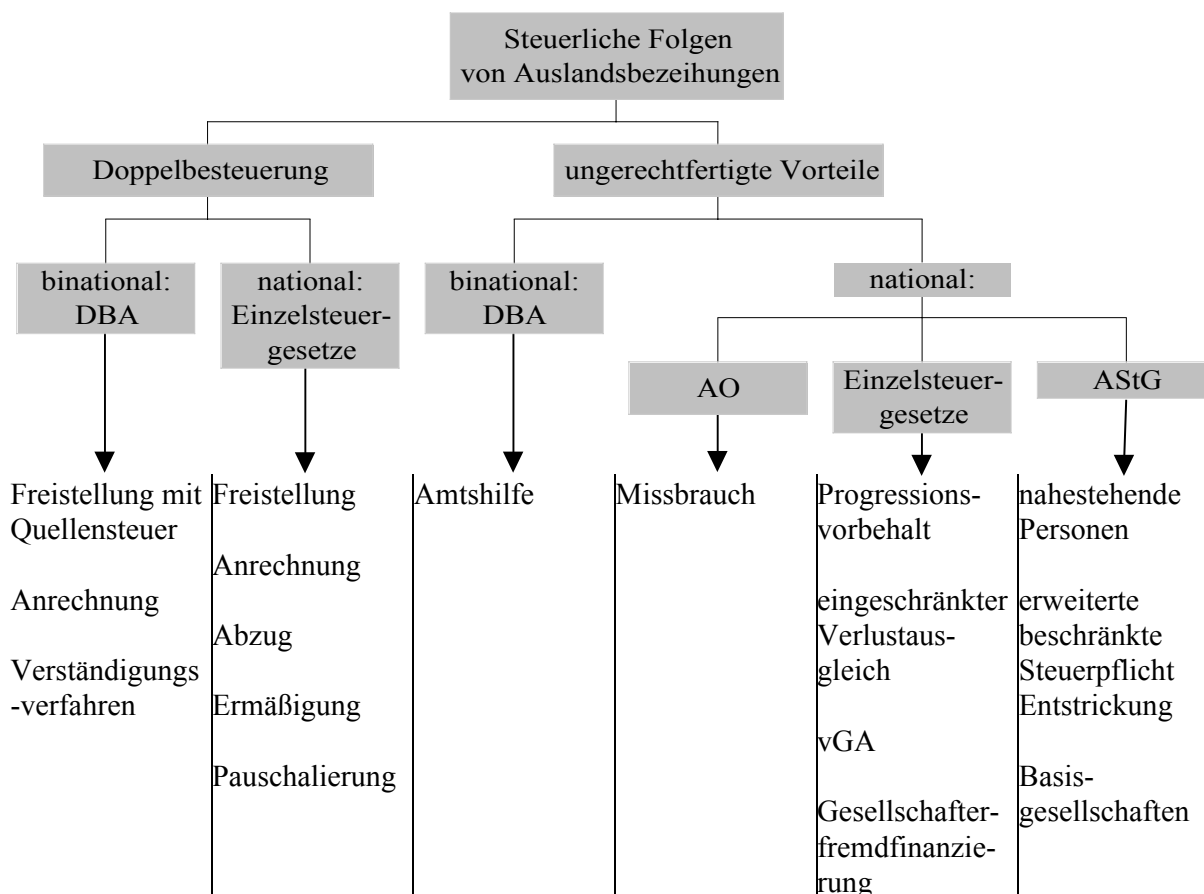 Steuerliche Folgen
von Auslandsbezeihungen
Doppelbesteuerung
ungerechtfertigte Vorteile
binational:
DBA
national:
Einzelsteuer-
gesetze
binational:
DBA
national:
AO
Einzelsteuer-
gesetze
AStG
Freistellung mit
Quellensteuer
Anrechnung
Verständigungs
-verfahren
Freistellung
Anrechnung
Abzug
Ermäßigung
Pauschalierung
Amtshilfe
Missbrauch
Progressions-
vorbehalt
eingeschränkter
Verlustaus-
gleich
vGA
Gesellschafter-
fremdfinanzie-
rung
nahestehende
Personen
erweiterte
beschränkte
Steuerpflicht
Entstrickung
Basis-
gesellschaften